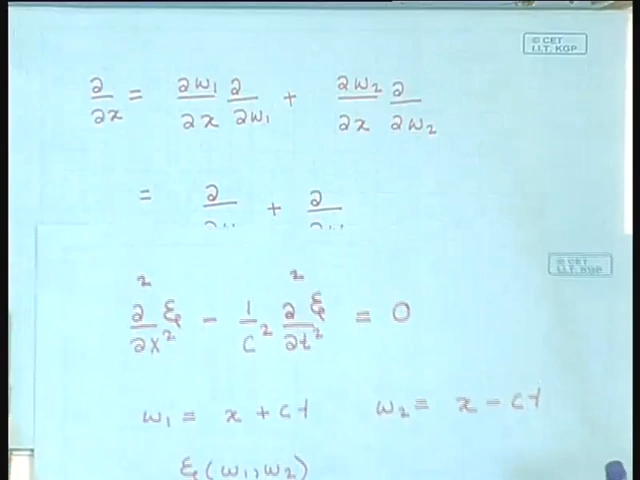 © CET
I.I.T. KGP
∂/∂x = ∂w₁/∂x ∂/∂w₁ + ∂w₂/∂x ∂/∂w₂
= ∂/ + ∂/
© CET
I.I.T. KGP
∂²ξ/∂x² - 1/c² ∂²ξ/∂t² = 0
w₁ = x + ct w₂ = x - ct
ξ(w₁, w₂)